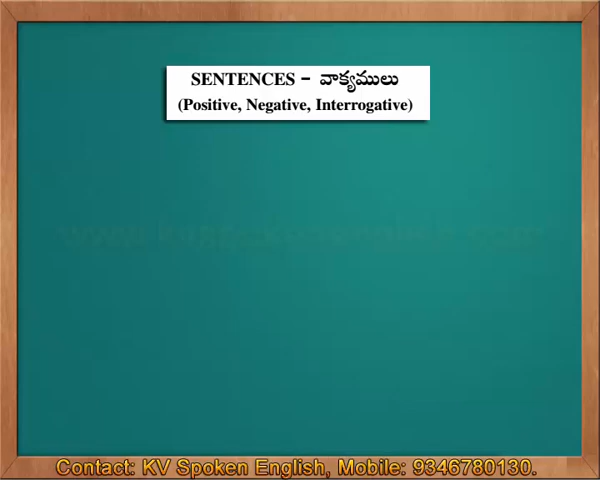 SENTENCES - వాక్యములు
(Positive, Negative, Interrogative)
Contact: KV Spoken English, Mobile: 9346780130.